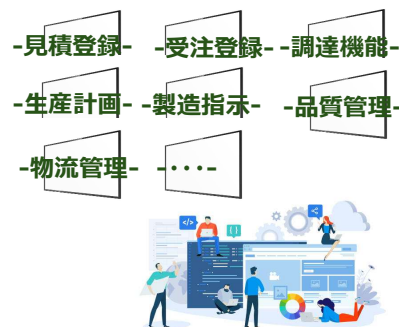 -見積登録- -受注登録- -調達機能-
-生産計画- -製造指示- -品質管理-
-物流管理- -・・・-
</>
{}